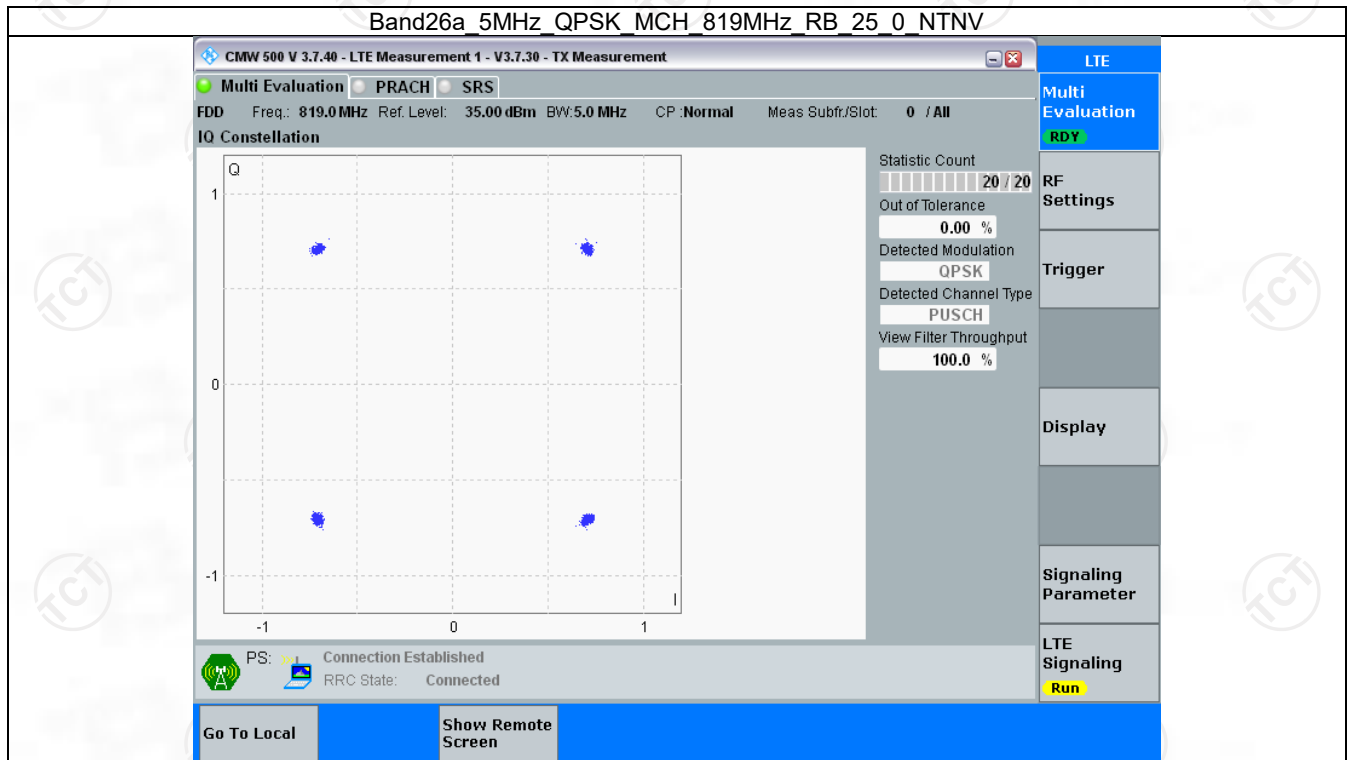 Band26a_5MHz_QPSK_MCH_819MHz_RB_25_0_NTNV
CMW 500 V 3.7.40 - LTE Measurement 1 - V3.7.30 - TX Measurement
LTE
Multi Evaluation PRACH SRS
Multi
Evaluation
RDY
FDD Freq.: 819.0 MHz Ref. Level: 35.00 dBm BW: 5.0 MHz CP : Normal Meas Subfr./Slot: 0 / All
IQ Constellation
Q
1
0
-1
I
-1 0 1
Statistic Count
20 / 20
Out of Tolerance
0.00 %
Detected Modulation
QPSK
Detected Channel Type
PUSCH
View Filter Throughput
100.0 %
RF
Settings
Trigger
Display
Signaling
Parameter
LTE
Signaling
Run
PS: Connection Established
RRC State: Connected
Go To Local
Show Remote
Screen
TCT
TCT
TCT
TCT